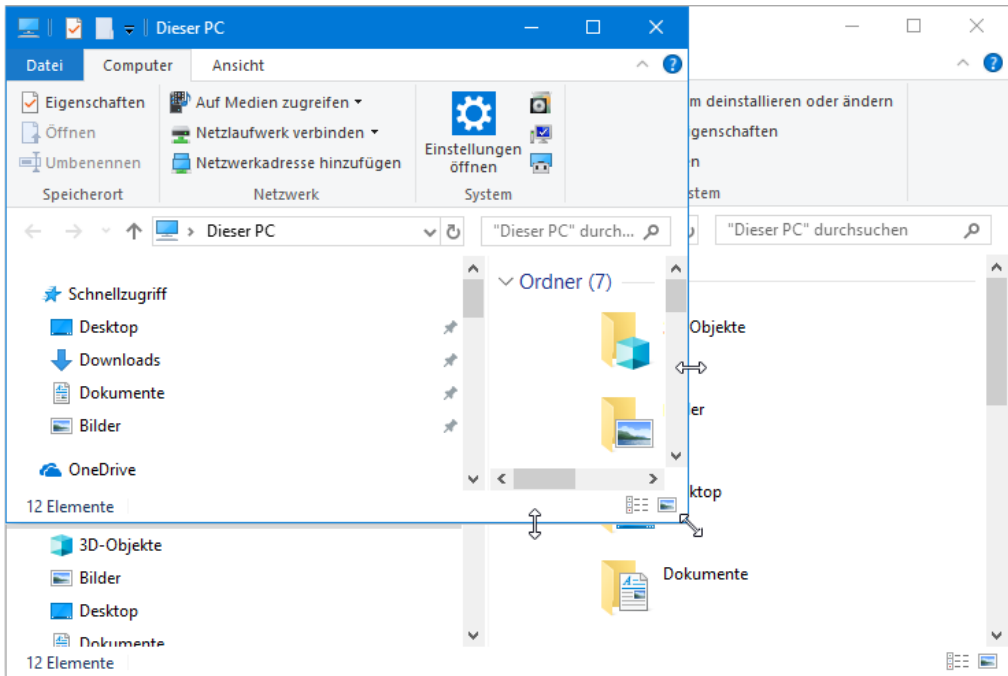 Dieser PC
Datei Computer Ansicht
Eigenschaften
Öffnen
Umbenennen
Speicherort
Auf Medien zugreifen
Netzlaufwerk verbinden
Netzwerkadresse hinzufügen
Netzwerk
Einstellungen
öffnen
System
m deinstallieren oder ändern
igenschaften
n
stem
Dieser PC
"Dieser PC" durch...
"Dieser PC" durchsuchen
Schnellzugriff
Desktop
Downloads
Dokumente
Bilder
OneDrive
12 Elemente
Ordner (7)
Objekte
er
ktop
Dokumente
3D-Objekte
Bilder
Desktop
Dokumente
12 Elemente